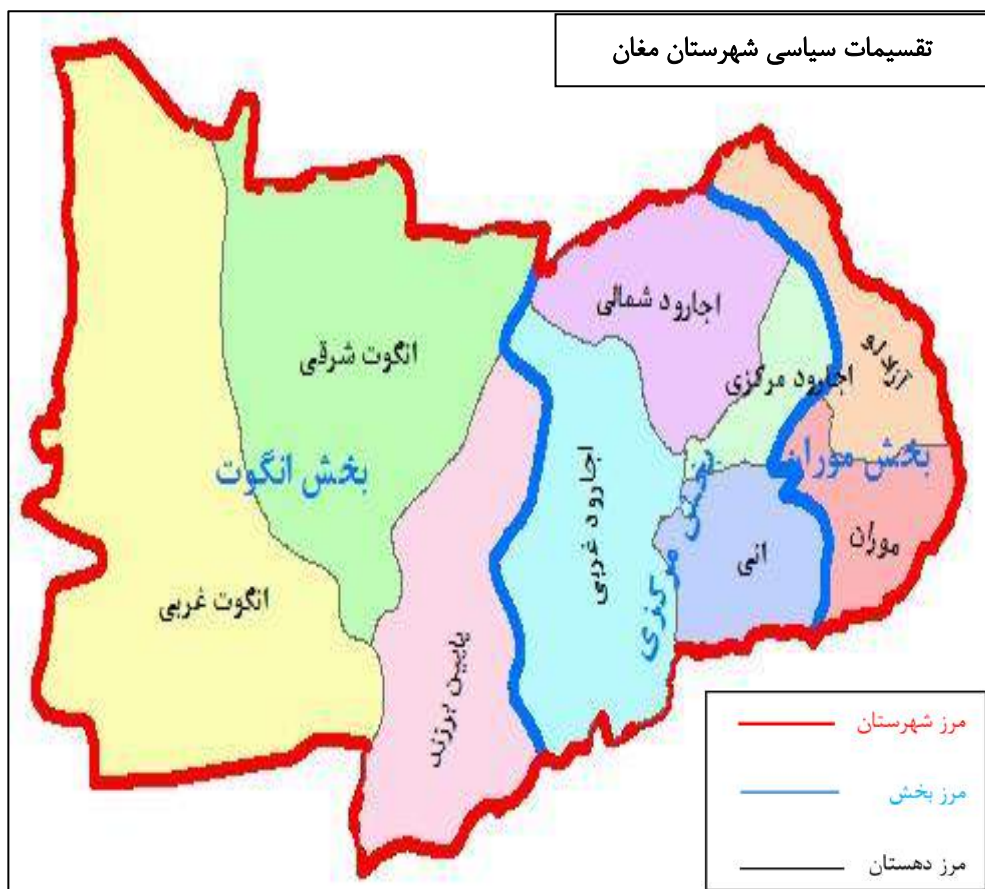 تقسیمات سیاسی شهرستان مغان
اجارود شمالی
آزادلو
انگوت شرقی
اجارود مرکزی
بخش موران
بخش انگوت
اجارود غربی
بخش مرکزی
انی
موران
انگوت غربی
پایین برزند
مرز شهرستان
مرز بخش
مرز دهستان